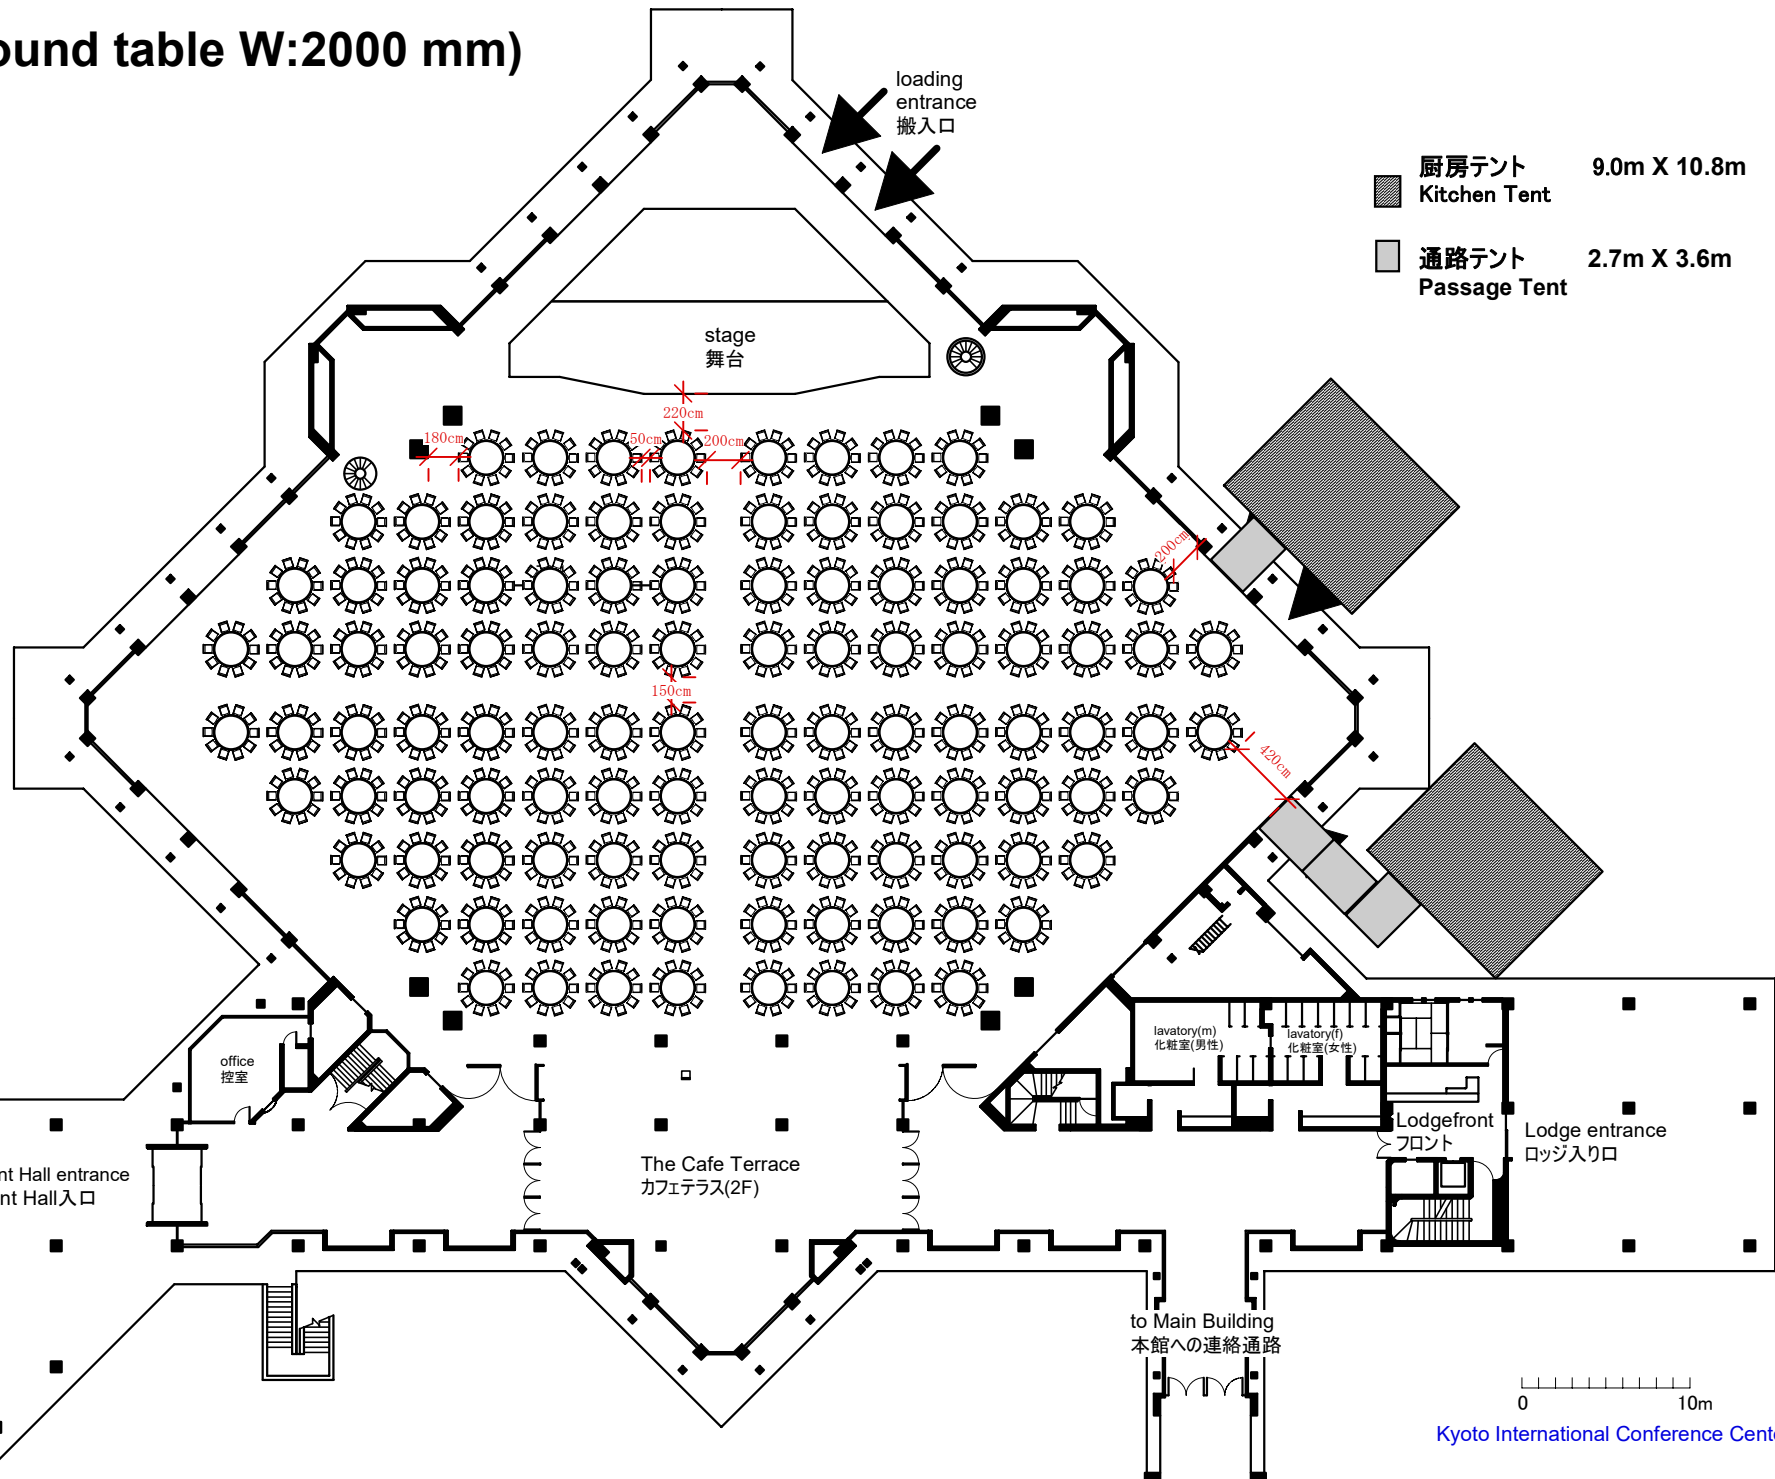 ound table W:2000 mm)
loading
entrance
搬入口
厨房テント 9.0m X 10.8m
Kitchen Tent
通路テント 2.7m X 3.6m
Passage Tent
stage
舞台
220cm
180cm
50cm
200cm
200cm
150cm
420cm
office
控室
lavatory(m)
化粧室(男性)
lavatory(f)
化粧室(女性)
Lodgefront
フロント
Lodge entrance
ロッジ入り口
nt Hall entrance
nt Hall入口
The Cafe Terrace
カフェテラス(2F)
to Main Building
本館への連絡通路
0 10m
Kyoto International Conference Cent